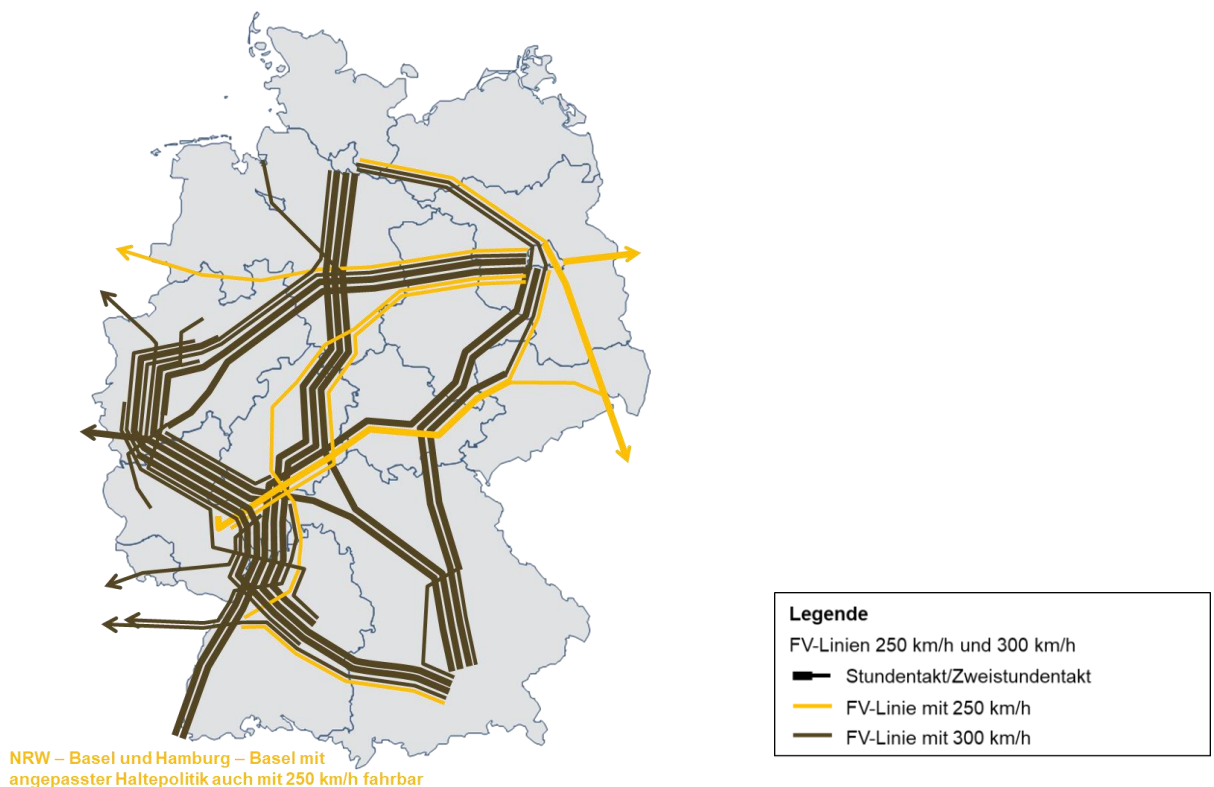 Legende
FV-Linien 250 km/h und 300 km/h
Stundentakt/Zweistundentakt
FV-Linie mit 250 km/h
FV-Linie mit 300 km/h
NRW – Basel und Hamburg – Basel mit
angepasster Haltepolitik auch mit 250 km/h fahrbar